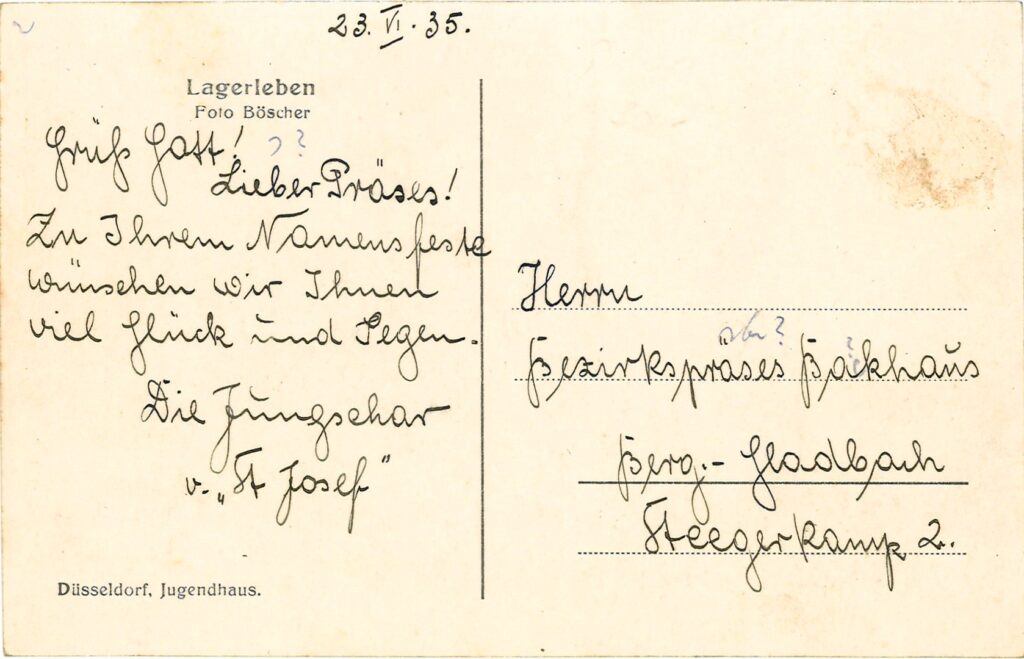 23. VI. 35.
Lagerleben
Foto Böscher
Grüß Gott!
Lieber Präses!
Zu Ihrem Namensfeste
wünschen wir Ihnen
viel Glück und Segen.
Die Jungschar
v. „St Josef"
Düsseldorf, Jugendhaus.
Herrn
Bezirkspräses Bäkhaus
Berg.- Gladbach
Steegerkamp 2.